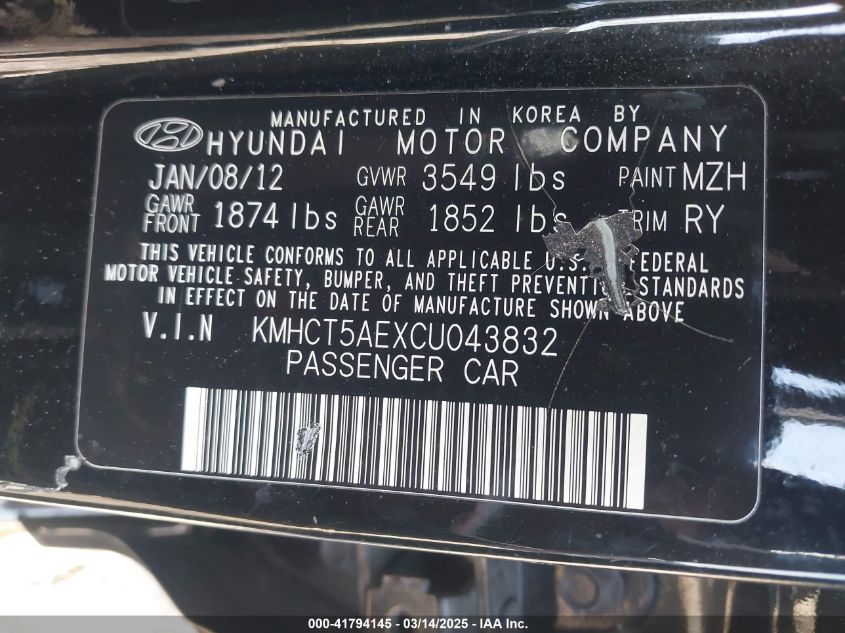 MANUFACTURED IN KOREA BY
HYUNDAI MOTOR COMPANY
JAN/08/12 GVWR 3549 lbs PAINT MZH
GAWR FRONT 1874 lbs GAWR REAR 1852 lbs TRIM RY
THIS VEHICLE CONFORMS TO ALL APPLICABLE U.S. FEDERAL
MOTOR VEHICLE SAFETY, BUMPER, AND THEFT PREVENTION STANDARDS
IN EFFECT ON THE DATE OF MANUFACTURE SHOWN ABOVE
V.I.N KMHCT5AEXCU043832
PASSENGER CAR
000-41794145 - 03/14/2025 - IAA Inc.